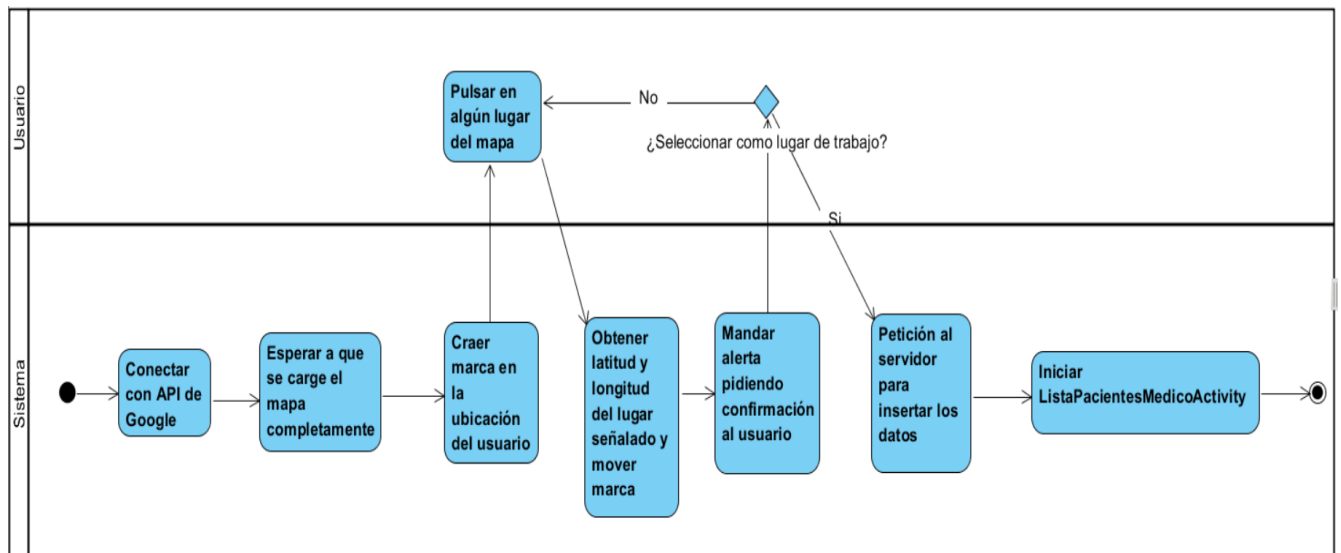 Usuario
Pulsar en
algún lugar
del mapa
No
¿Seleccionar como lugar de trabajo?
Si
Sistema
Conectar
con API de
Google
Esperar a que
se carge el
mapa
completamente
Craer
marca en
la
ubicación
del usuario
Obtener
latitud y
longitud
del lugar
señalado y
mover
marca
Mandar
alerta
pidiendo
confirmación
al usuario
Petición al
servidor
para
insertar los
datos
Iniciar
ListaPacientesMedicoActivity